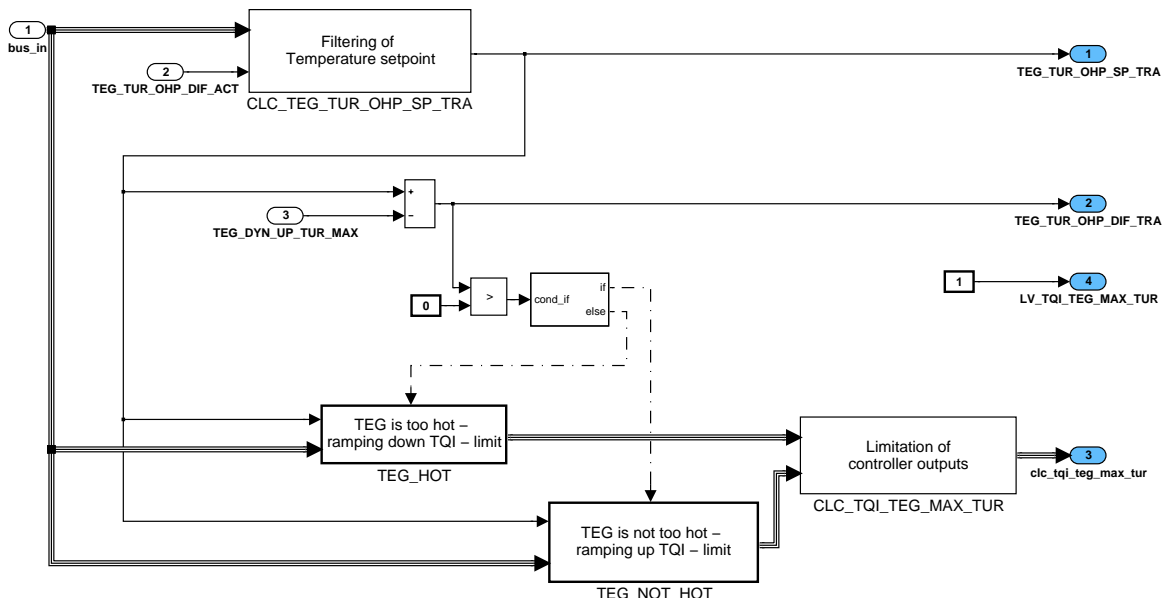 1
bus_in
2
TEG_TUR_OHP_DIF_ACT
Filtering of
Temperature setpoint
CLC_TEG_TUR_OHP_SP_TRA
1
TEG_TUR_OHP_SP_TRA
+
−
3
TEG_DYN_UP_TUR_MAX
2
TEG_TUR_OHP_DIF_TRA
0
>
cond_if
if
else
1
4
LV_TQI_TEG_MAX_TUR
TEG is too hot −
ramping down TQI − limit
TEG_HOT
Limitation of
controller outputs
CLC_TQI_TEG_MAX_TUR
3
clc_tqi_teg_max_tur
TEG is not too hot −
ramping up TQI − limit
TEG_NOT_HOT